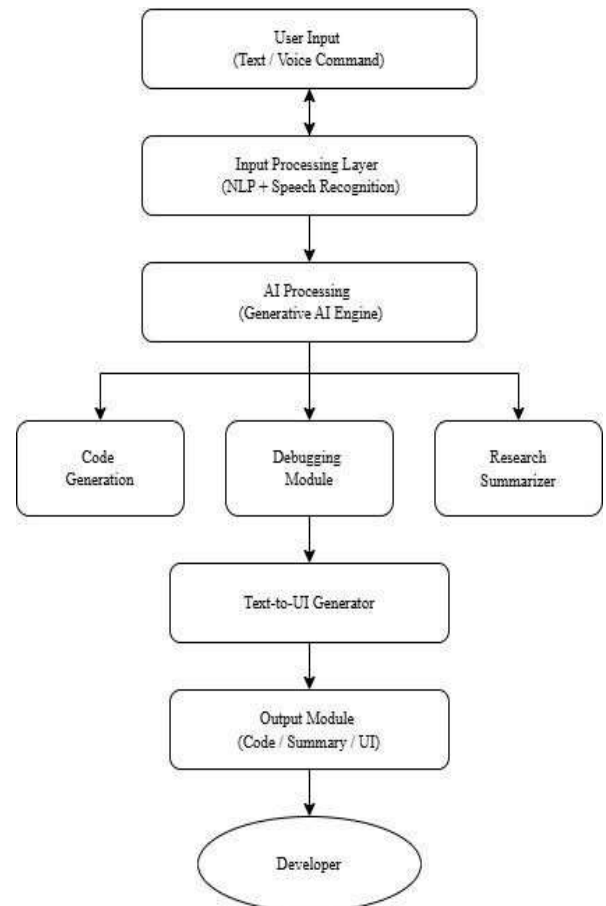 User Input
(Text / Voice Command)
Input Processing Layer
(NLP + Speech Recognition)
AI Processing
(Generative AI Engine)
Code
Generation
Debugging
Module
Research
Summarizer
Text-to-UI Generator
Output Module
(Code / Summary / UI)
Developer